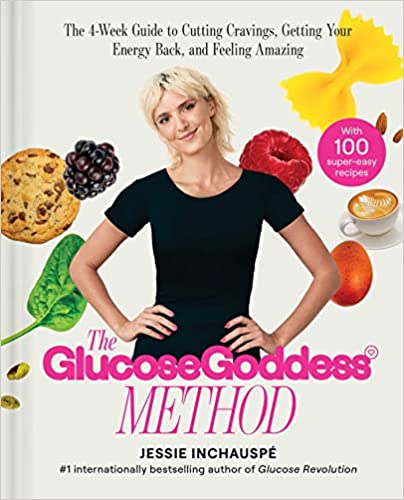 The 4-Week Guide to Cutting Cravings, Getting Your
Energy Back, and Feeling Amazing
With
100
super-easy
recipes
The
GlucoseGoddess
METHOD
JESSIE INCHAUSPÉ
#1 internationally bestselling author of Glucose Revolution